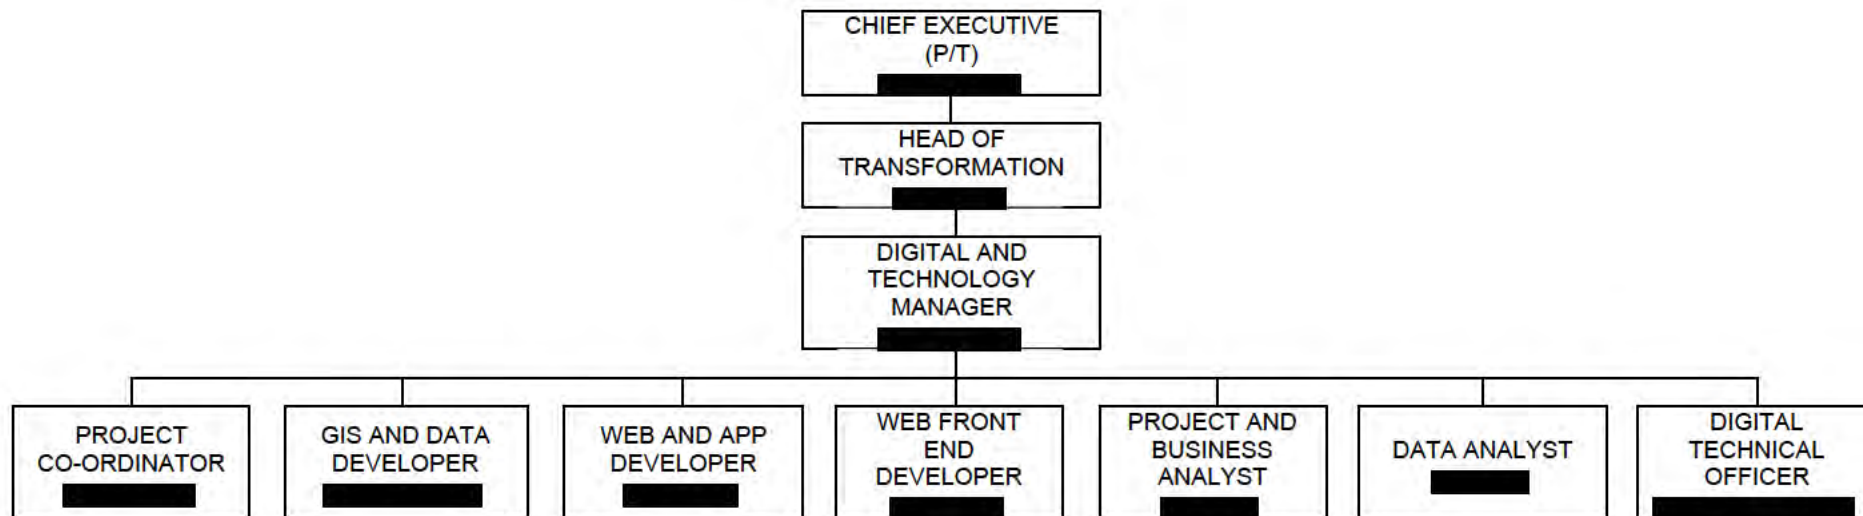 CHIEF EXECUTIVE
(P/T)
HEAD OF
TRANSFORMATION
DIGITAL AND
TECHNOLOGY
MANAGER
PROJECT
CO-ORDINATOR
GIS AND DATA
DEVELOPER
WEB AND APP
DEVELOPER
WEB FRONT
END
DEVELOPER
PROJECT AND
BUSINESS
ANALYST
DATA ANALYST
DIGITAL
TECHNICAL
OFFICER